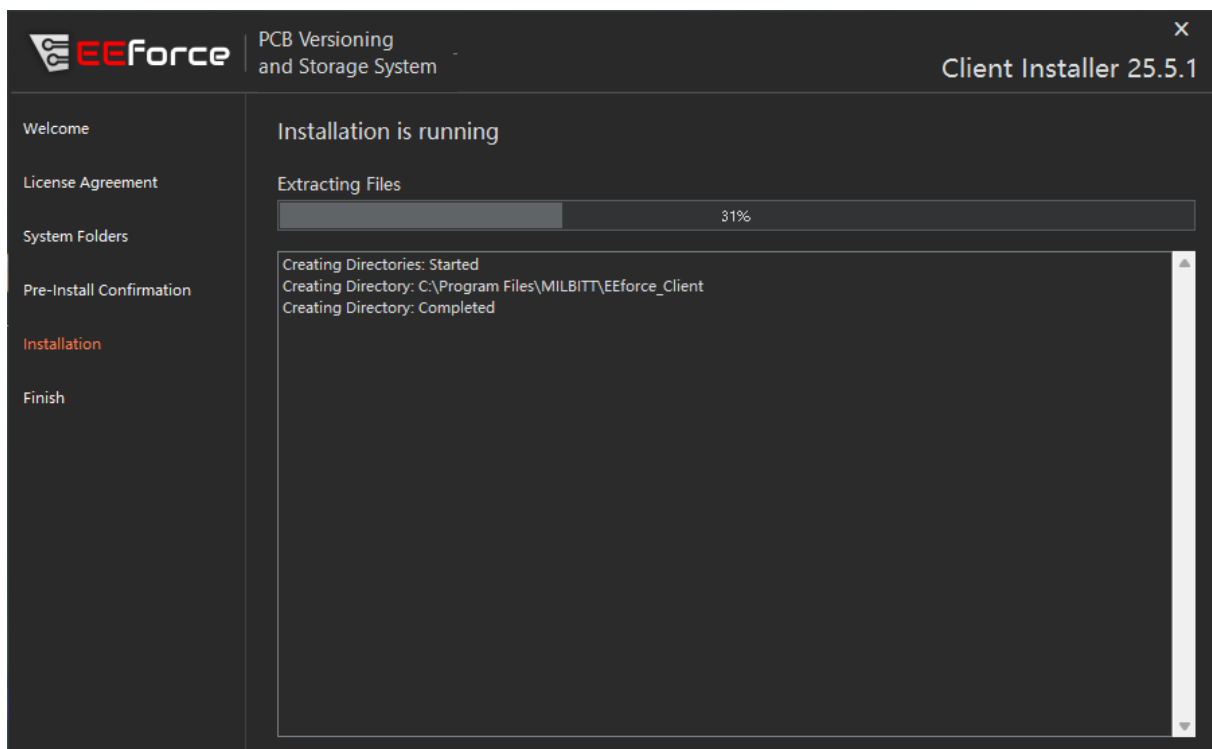 EEforce
PCB Versioning
and Storage System
Client Installer 25.5.1
Welcome
License Agreement
System Folders
Pre-Install Confirmation
Installation
Finish
Installation is running
Extracting Files
31%
Creating Directories: Started
Creating Directory: C:\Program Files\MILBITT\EEforce_Client
Creating Directory: Completed